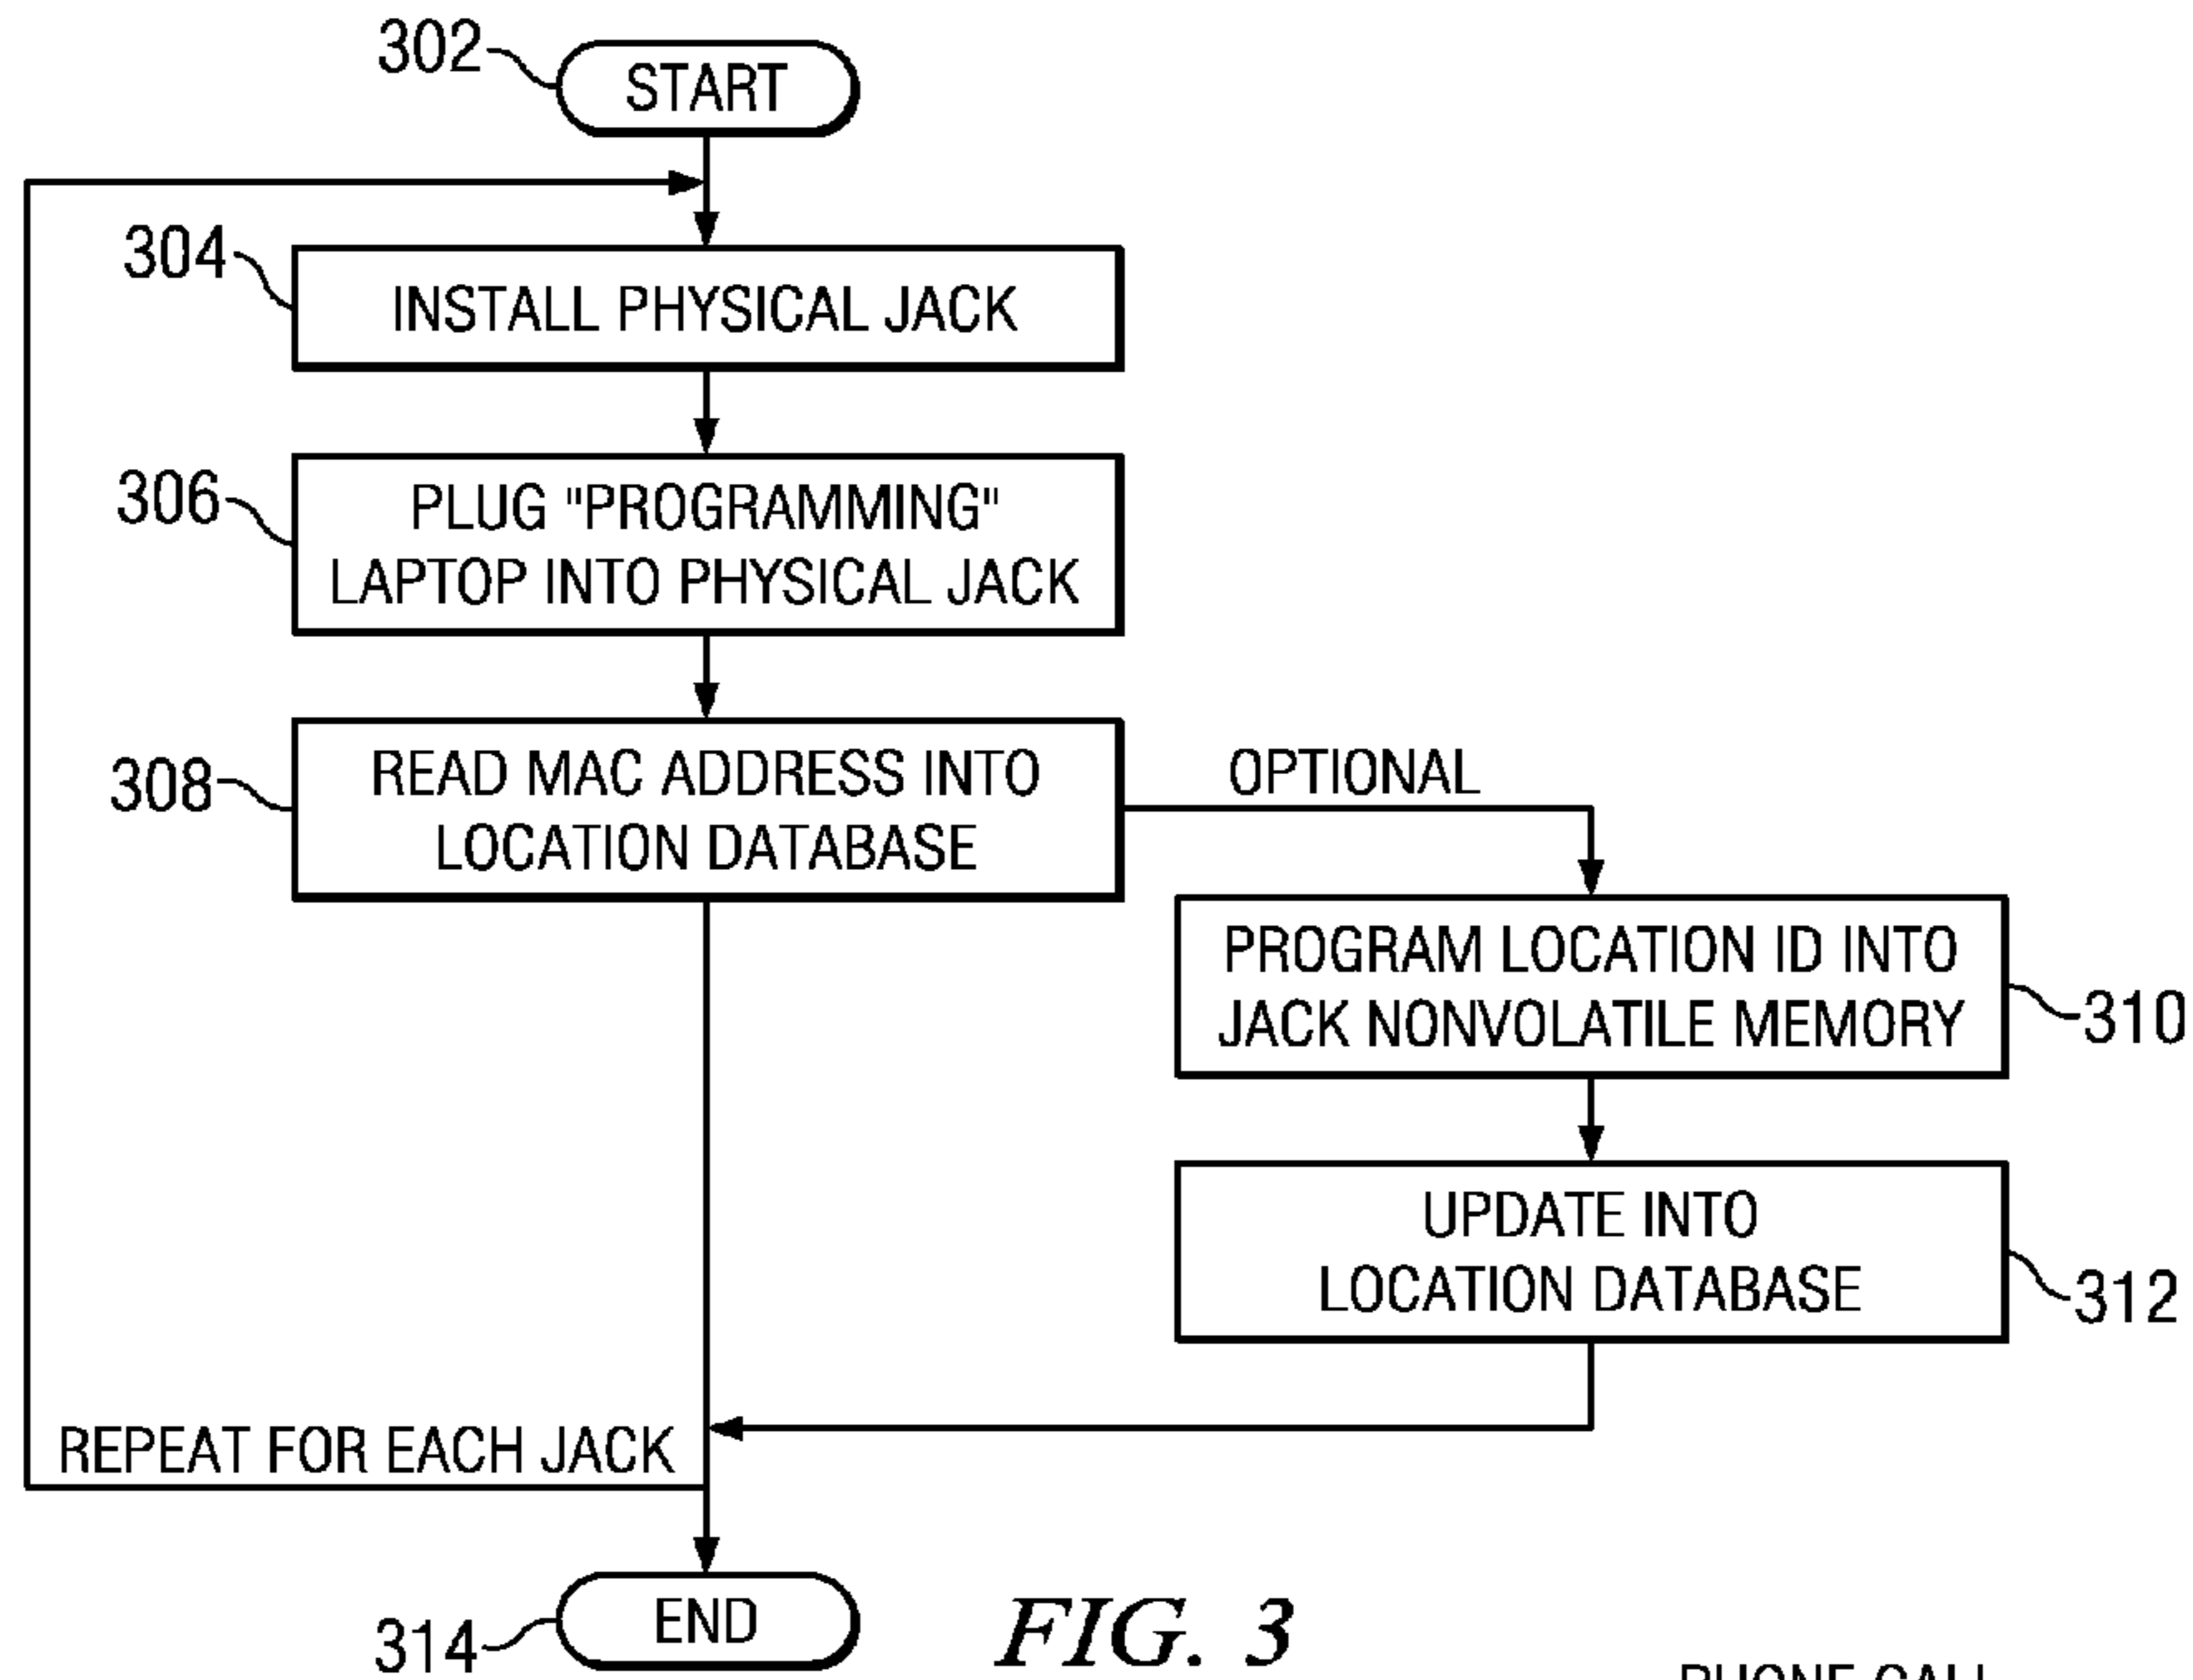 302
START
304
INSTALL PHYSICAL JACK
306
PLUG "PROGRAMMING"
LAPTOP INTO PHYSICAL JACK
308
READ MAC ADDRESS INTO
LOCATION DATABASE
OPTIONAL
PROGRAM LOCATION ID INTO
JACK NONVOLATILE MEMORY
310
UPDATE INTO
LOCATION DATABASE
312
REPEAT FOR EACH JACK
END
314
FIG. 3
PHONE CALL